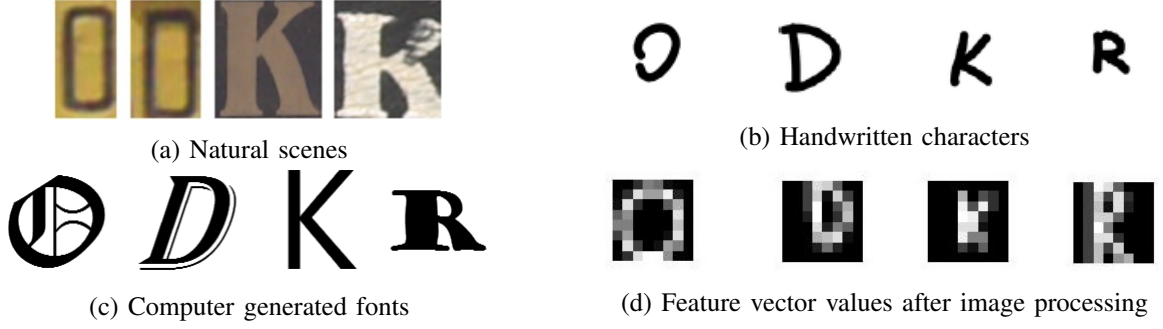 O D K R
(a) Natural scenes
O D K R
(b) Handwritten characters
O D K R
(c) Computer generated fonts
O D K R
(d) Feature vector values after image processing